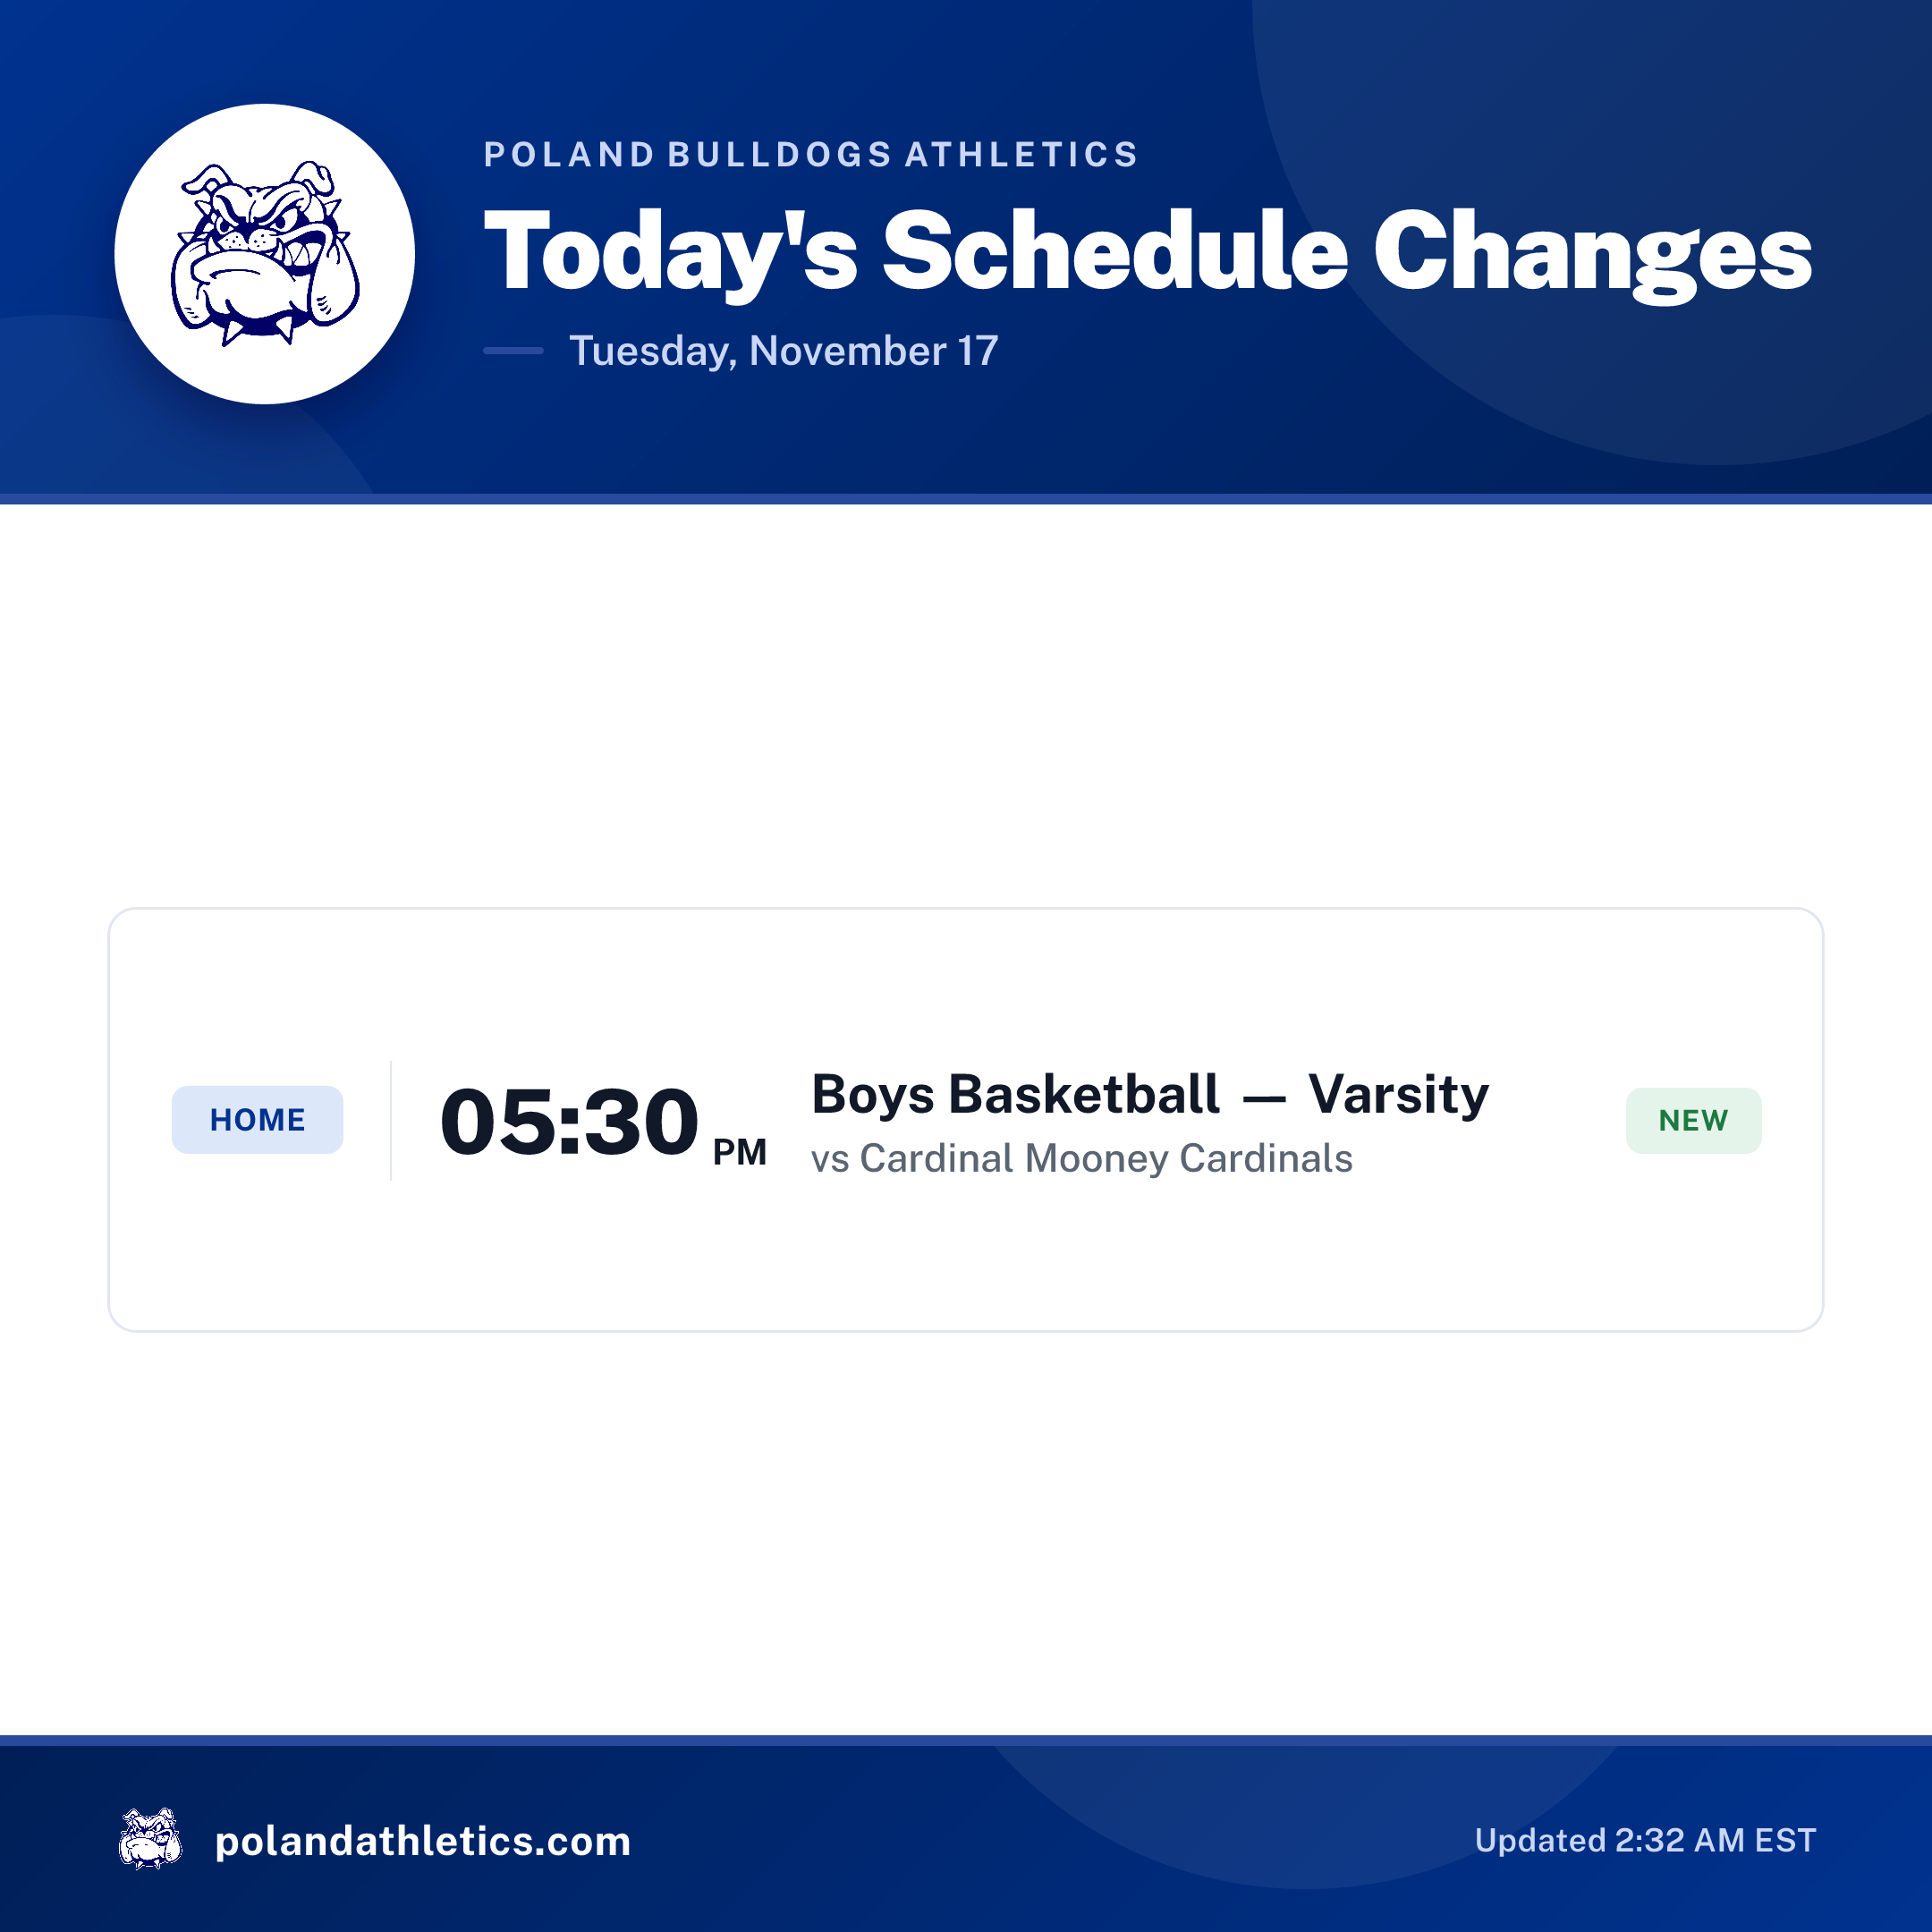 POLAND BULLDOGS ATHLETICS
Today's Schedule Changes
Tuesday, November 17
HOME
05:30 PM
Boys Basketball — Varsity
vs Cardinal Mooney Cardinals
NEW
polandathletics.com
Updated 2:32 AM EST